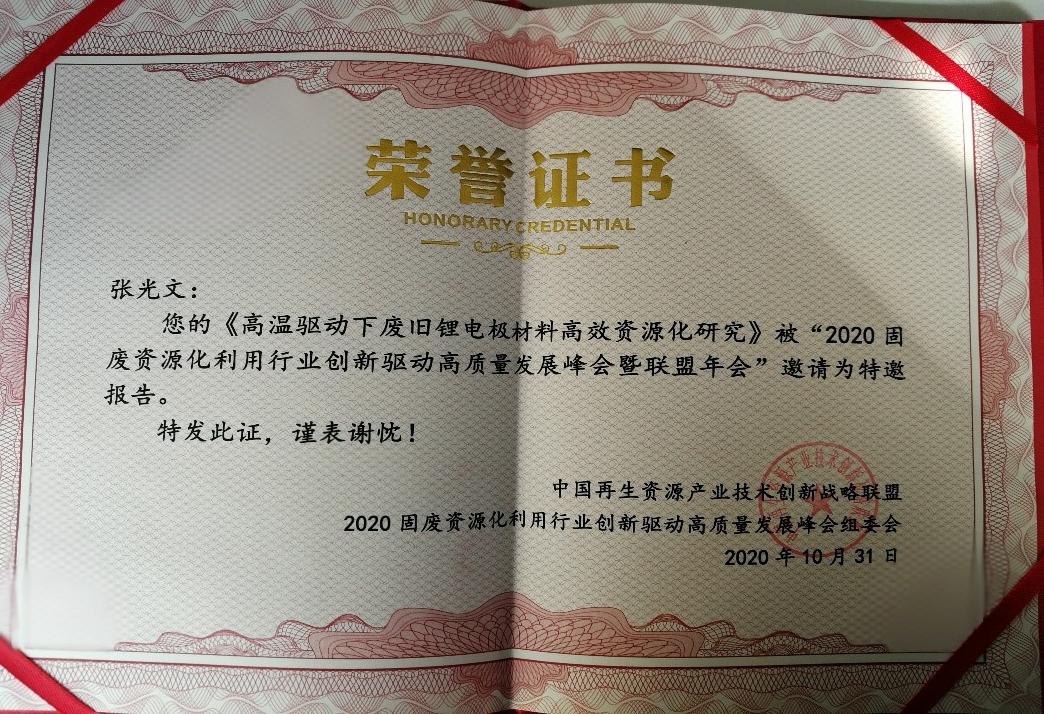 荣誉证书
HONORARY CREDENTIAL
张光文：
您的《高温驱动下废旧锂电极材料高效资源化研究》被“2020 固
废资源化利用行业创新驱动高质量发展峰会暨联盟年会”邀请为特邀
报告。
特发此证，谨表谢忱！
中国再生资源产业技术创新战略联盟
2020 固废资源化利用行业创新驱动高质量发展峰会组委会
2020 年 10 月 31 日